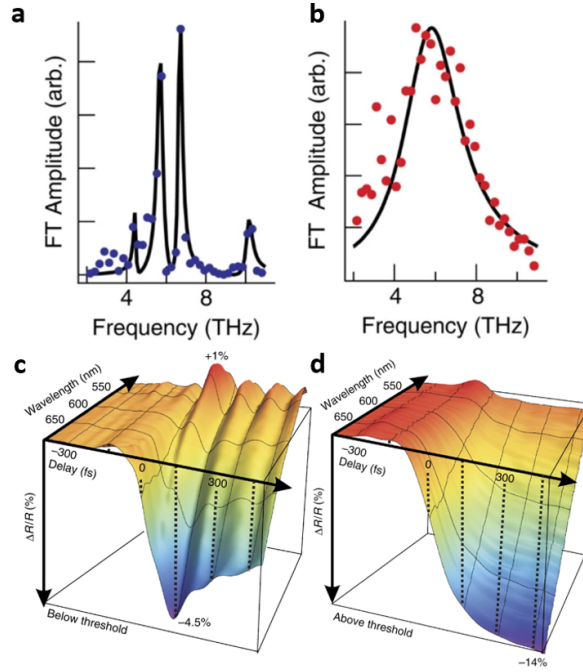 a
b
FT Amplitude (arb.)
4
8
Frequency (THz)
FT Amplitude (arb.)
4
8
Frequency (THz)
c
+1%
Wavelength (nm)
550
600
650
−300
Delay (fs)
0
300
ΔR/R (%)
−4.5%
Below threshold
d
Wavelength (nm)
550
600
650
−300
Delay (fs)
0
300
ΔR/R (%)
Above threshold
−14%